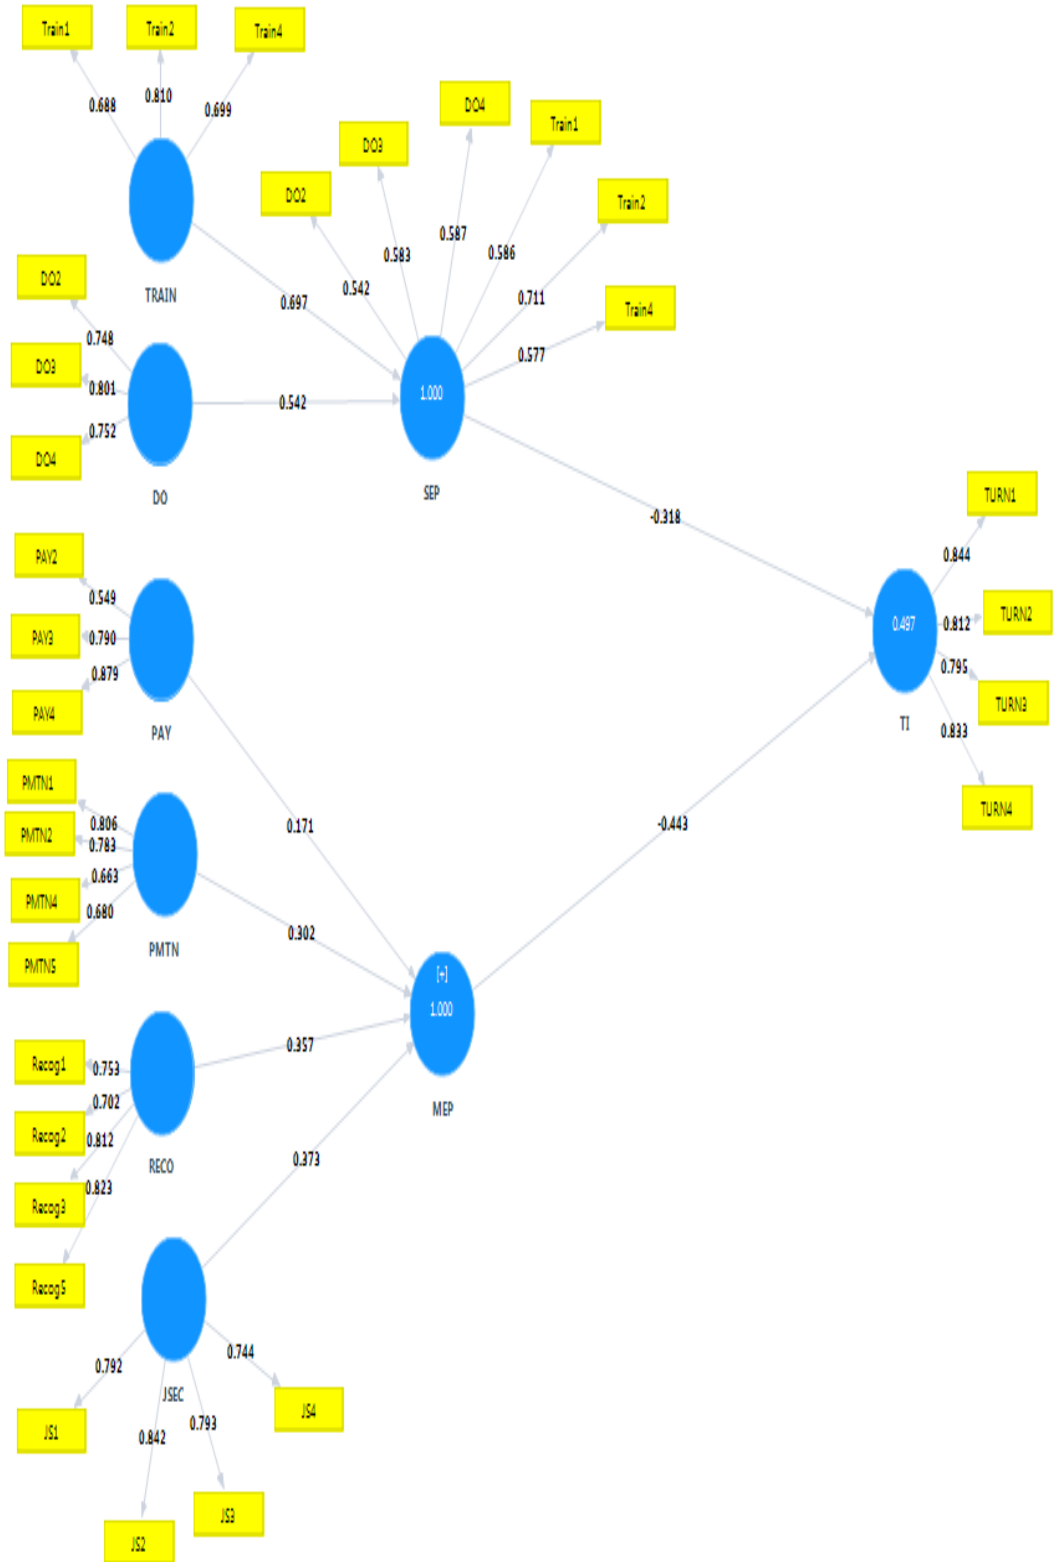 Train1
Train2
Train4
0.688
0.810
0.699
TRAIN
DO2
DO3
DO4
0.748
0.801
0.752
DO
0.697
0.542
DO2
DO3
DO4
Train1
Train2
Train4
0.542
0.583
0.587
0.586
0.711
0.577
1.000
SEP
-0.318
PAY2
PAY3
PAY4
0.549
0.790
0.879
PAY
0.171
PMTN1
PMTN2
PMTN4
PMTN5
0.806
0.783
0.663
0.680
PMTN
0.302
Recog1
Recog2
Recog3
Recog5
0.753
0.702
0.812
0.823
RECO
0.357
JSEC
0.792
0.842
0.793
0.744
JS1
JS2
JS3
JS4
0.373
[+]
1.000
MEP
-0.443
0.497
TI
0.844
0.812
0.795
0.833
TURN1
TURN2
TURN3
TURN4